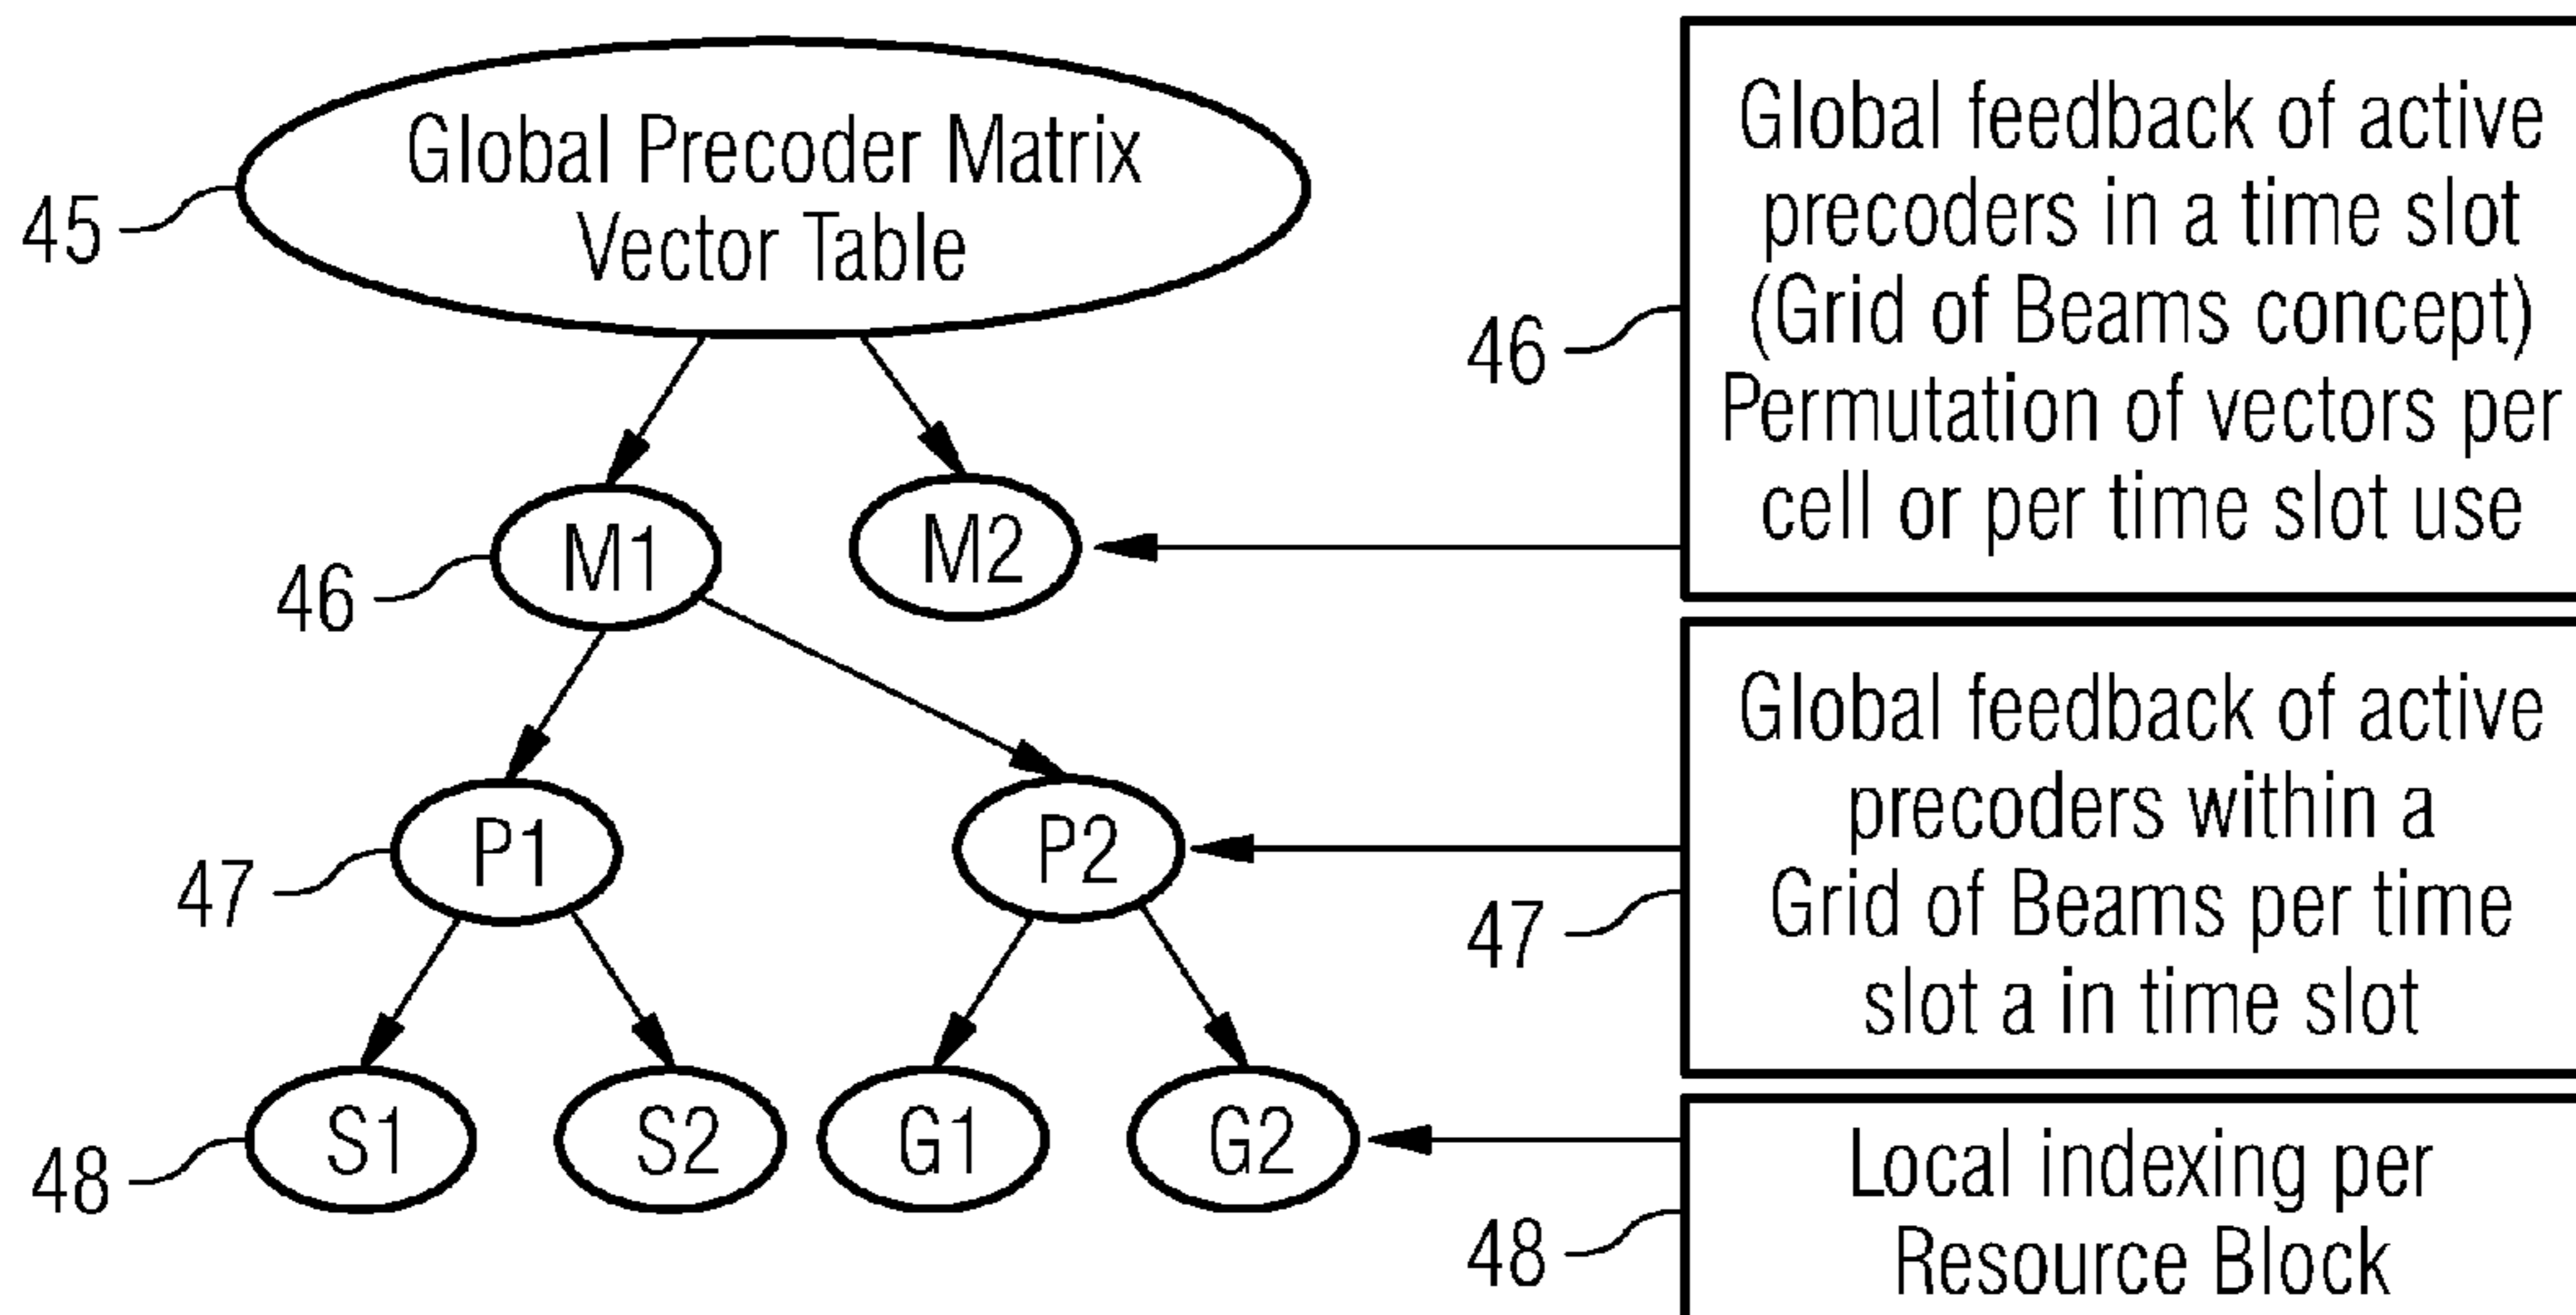 Global Precoder Matrix
Vector Table
45
M1
M2
46
P1
P2
47
S1
S2
G1
G2
48
Global feedback of active
precoders in a time slot
(Grid of Beams concept)
Permutation of vectors per
cell or per time slot use
46
Global feedback of active
precoders within a
Grid of Beams per time
slot a in time slot
47
Local indexing per
Resource Block
48